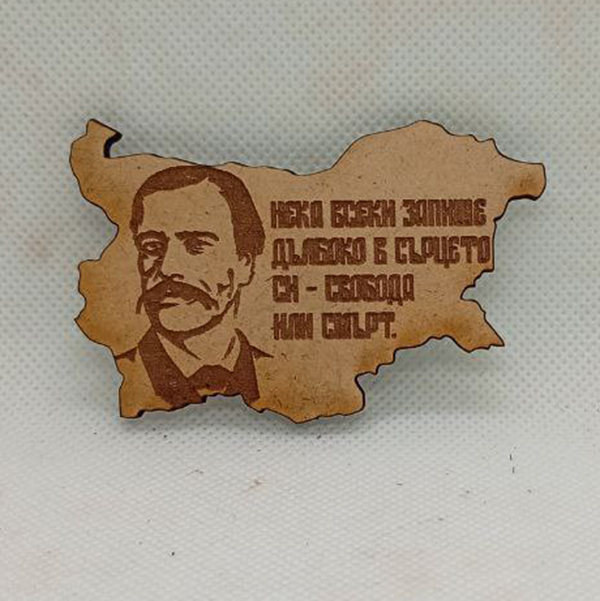 НЕКА ВСЕКИ ЗАПИШЕ
ДЪЛБОКО В СЪРЦЕТО
СИ - СВОБОДА
ИЛИ СМЪРТ.